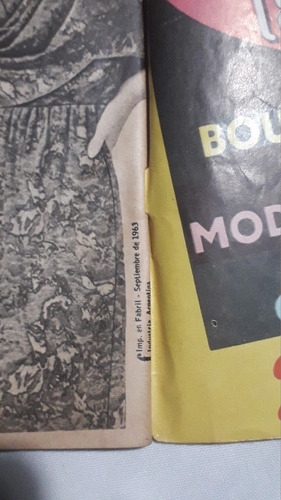 Imp. en Fabril - Septiembre de 1963
Industria Argentina
BOU
MOD